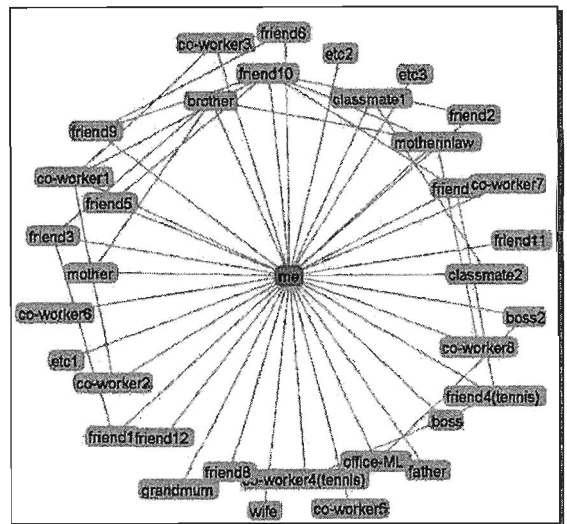 friend6
co-worker3
etc2
friend10
etc3
brother
classmate1
friend2
friend9
motherinlaw
co-worker1
friend
co-worker7
friend5
friend3
friend11
me
mother
classmate2
co-worker6
boss2
co-worker8
etc1
co-worker2
friend4(tennis)
boss
friend1
friend12
office-ML
friend8
father
co-worker4(tennis)
grandmum
wife
co-worker5